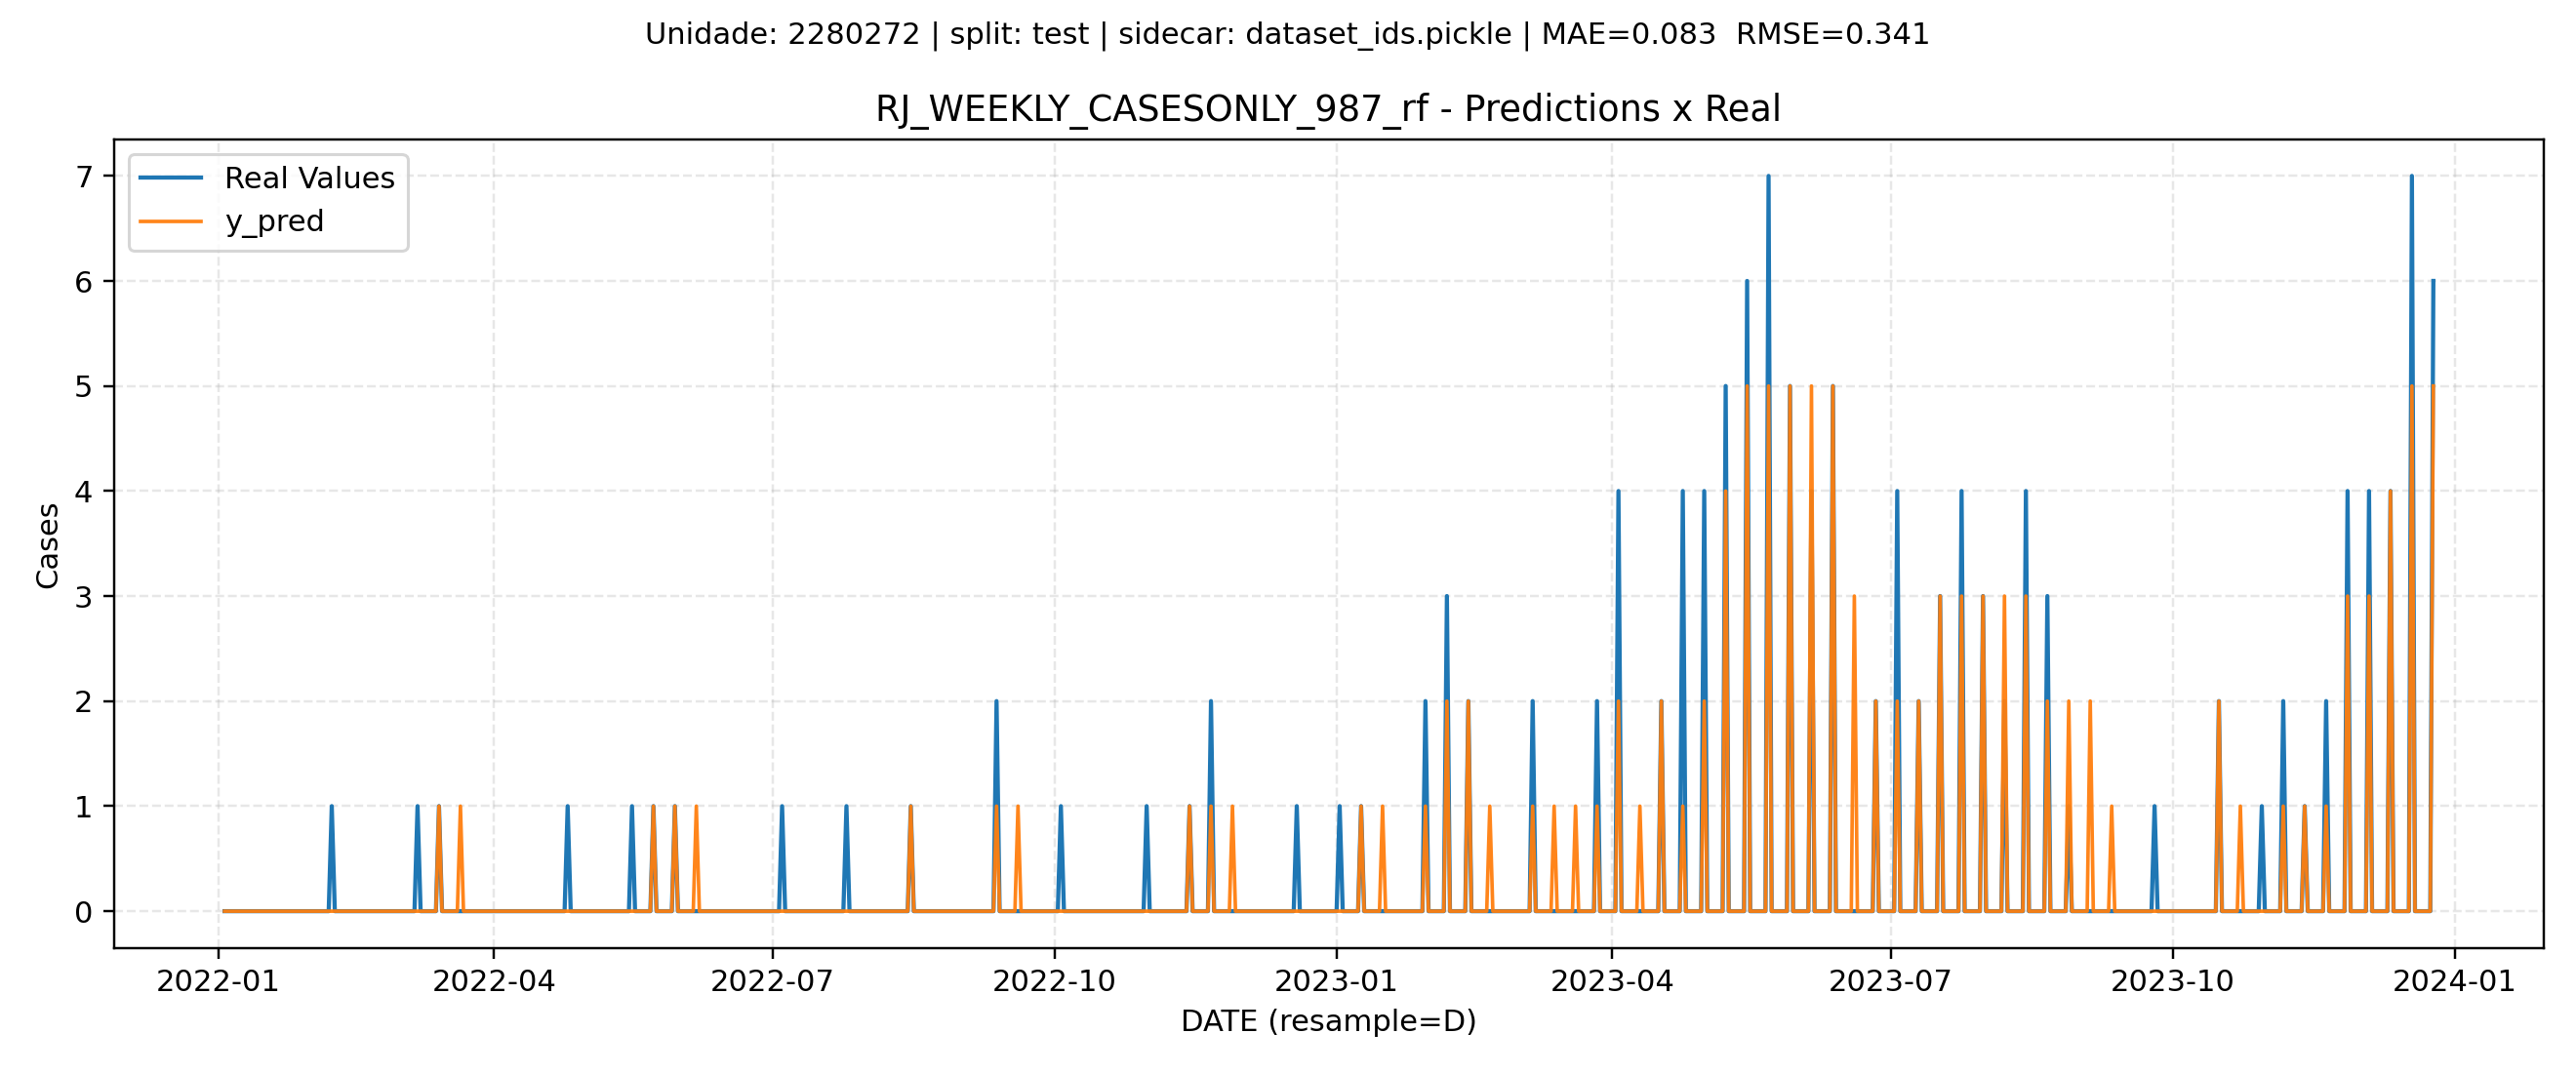 Unidade: 2280272 | split: test | sidecar: dataset_ids.pickle | MAE=0.083  RMSE=0.341
RJ_WEEKLY_CASESONLY_987_rf - Predictions x Real
Real Values
y_pred
7
6
5
4
3
2
1
0
Cases
2022-01 2022-04 2022-07 2022-10 2023-01 2023-04 2023-07 2023-10 2024-01
DATE (resample=D)